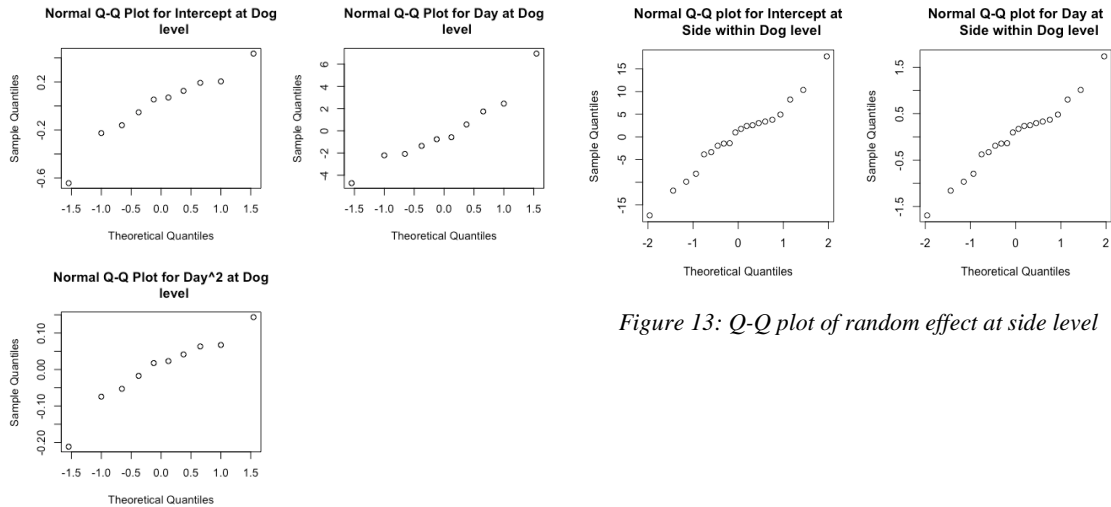 Normal Q-Q Plot for Intercept at Dog
level
Sample Quantiles
0.2
-0.2
-0.6
-1.5 -1.0 -0.5 0.0 0.5 1.0 1.5
Theoretical Quantiles
Normal Q-Q Plot for Day at Dog
level
Sample Quantiles
6
4
2
0
-2
-4
-1.5 -1.0 -0.5 0.0 0.5 1.0 1.5
Theoretical Quantiles
Normal Q-Q plot for Intercept at
Side within Dog level
Sample Quantiles
15
10
5
0
-5
-15
-2 -1 0 1 2
Theoretical Quantiles
Normal Q-Q plot for Day at
Side within Dog level
Sample Quantiles
1.5
0.5
-0.5
-1.5
-2 -1 0 1 2
Theoretical Quantiles
Normal Q-Q Plot for Day^2 at Dog
level
Sample Quantiles
0.10
0.00
-0.10
-0.20
-1.5 -1.0 -0.5 0.0 0.5 1.0 1.5
Theoretical Quantiles
Figure 13: Q-Q plot of random effect at side level